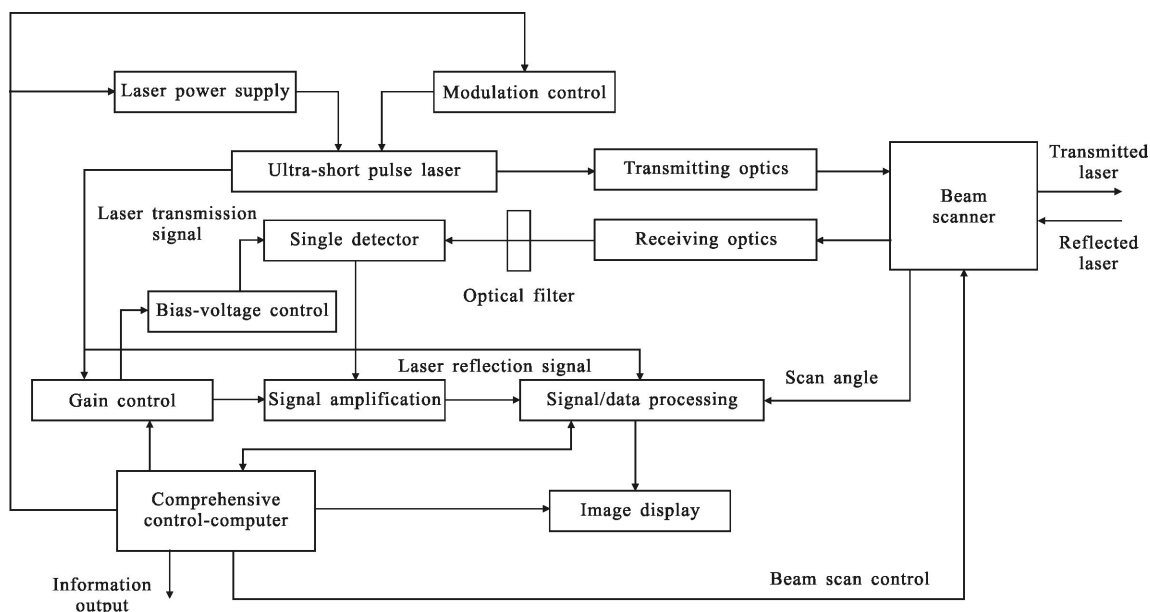 Laser power supply
Modulation control
Ultra-short pulse laser
Transmitting optics
Beam
scanner
Transmitted
laser
Reflected
laser
Laser transmission
signal
Single detector
Receiving optics
Optical filter
Bias-voltage control
Laser reflection signal
Scan angle
Gain control
Signal amplification
Signal/data processing
Comprehensive
control-computer
Image display
Information
output
Beam scan control